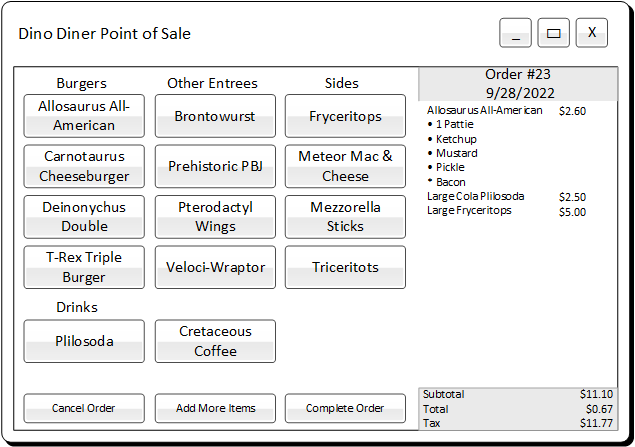 Dino Diner Point of Sale
_ X
Burgers Other Entrees Sides
Allosaurus All-
American
Brontowurst
Fryceritops
Carnotaurus
Cheeseburger
Prehistoric PBJ
Meteor Mac &
Cheese
Deinonychus
Double
Pterodactyl
Wings
Mezzorella
Sticks
T-Rex Triple
Burger
Veloci-Wraptor
Triceritots
Drinks
Plilosoda
Cretaceous
Coffee
Cancel Order
Add More Items
Complete Order
Order #23
9/28/2022
Allosaurus All-American $2.60
• 1 Pattie
• Ketchup
• Mustard
• Pickle
* Bacon
Large Cola Plilosoda $2.50
Large Fryceritops $5.00
Subtotal $11.10
Total $0.67
Tax $11.77